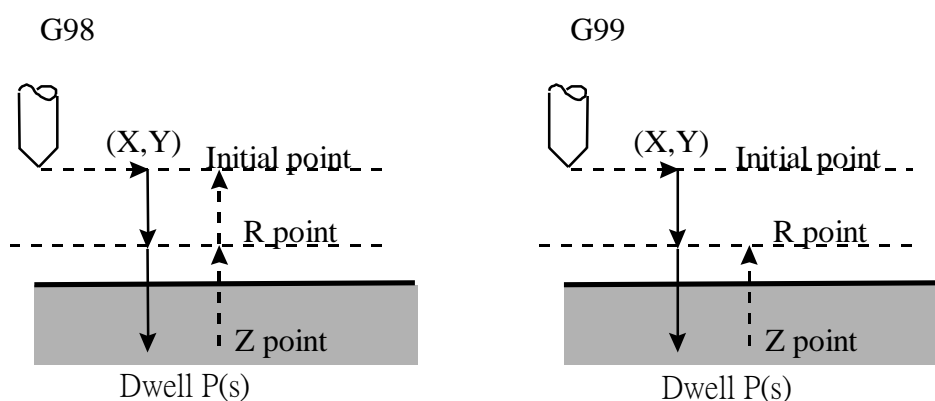 G98
(X,Y)
Initial point
R point
Z point
Dwell P(s)
G99
(X,Y)
Initial point
R point
Z point
Dwell P(s)